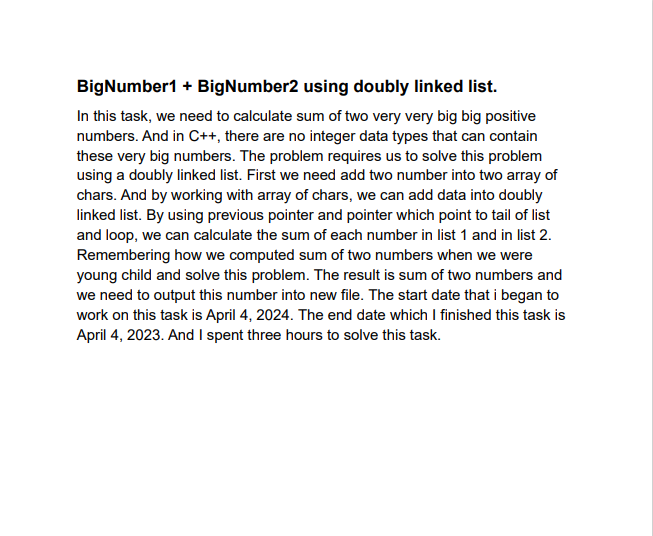 BigNumber1 + BigNumber2 using doubly linked list.
In this task, we need to calculate sum of two very very big big positive
numbers. And in C++, there are no integer data types that can contain
these very big numbers. The problem requires us to solve this problem
using a doubly linked list. First we need add two number into two array of
chars. And by working with array of chars, we can add data into doubly
linked list. By using previous pointer and pointer which point to tail of list
and loop, we can calculate the sum of each number in list 1 and in list 2.
Remembering how we computed sum of two numbers when we were
young child and solve this problem. The result is sum of two numbers and
we need to output this number into new file. The start date that i began to
work on this task is April 4, 2024. The end date which I finished this task is
April 4, 2023. And I spent three hours to solve this task.